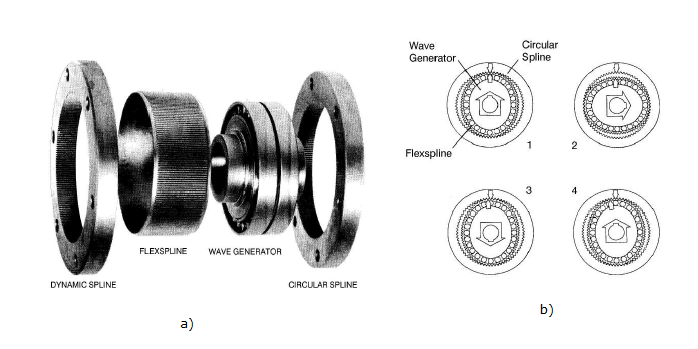 DYNAMIC SPLINE
FLEXSPLINE
WAVE GENERATOR
CIRCULAR SPLINE
a)
Wave
Generator
Circular
Spline
Flexspline
1
2
3
4
b)